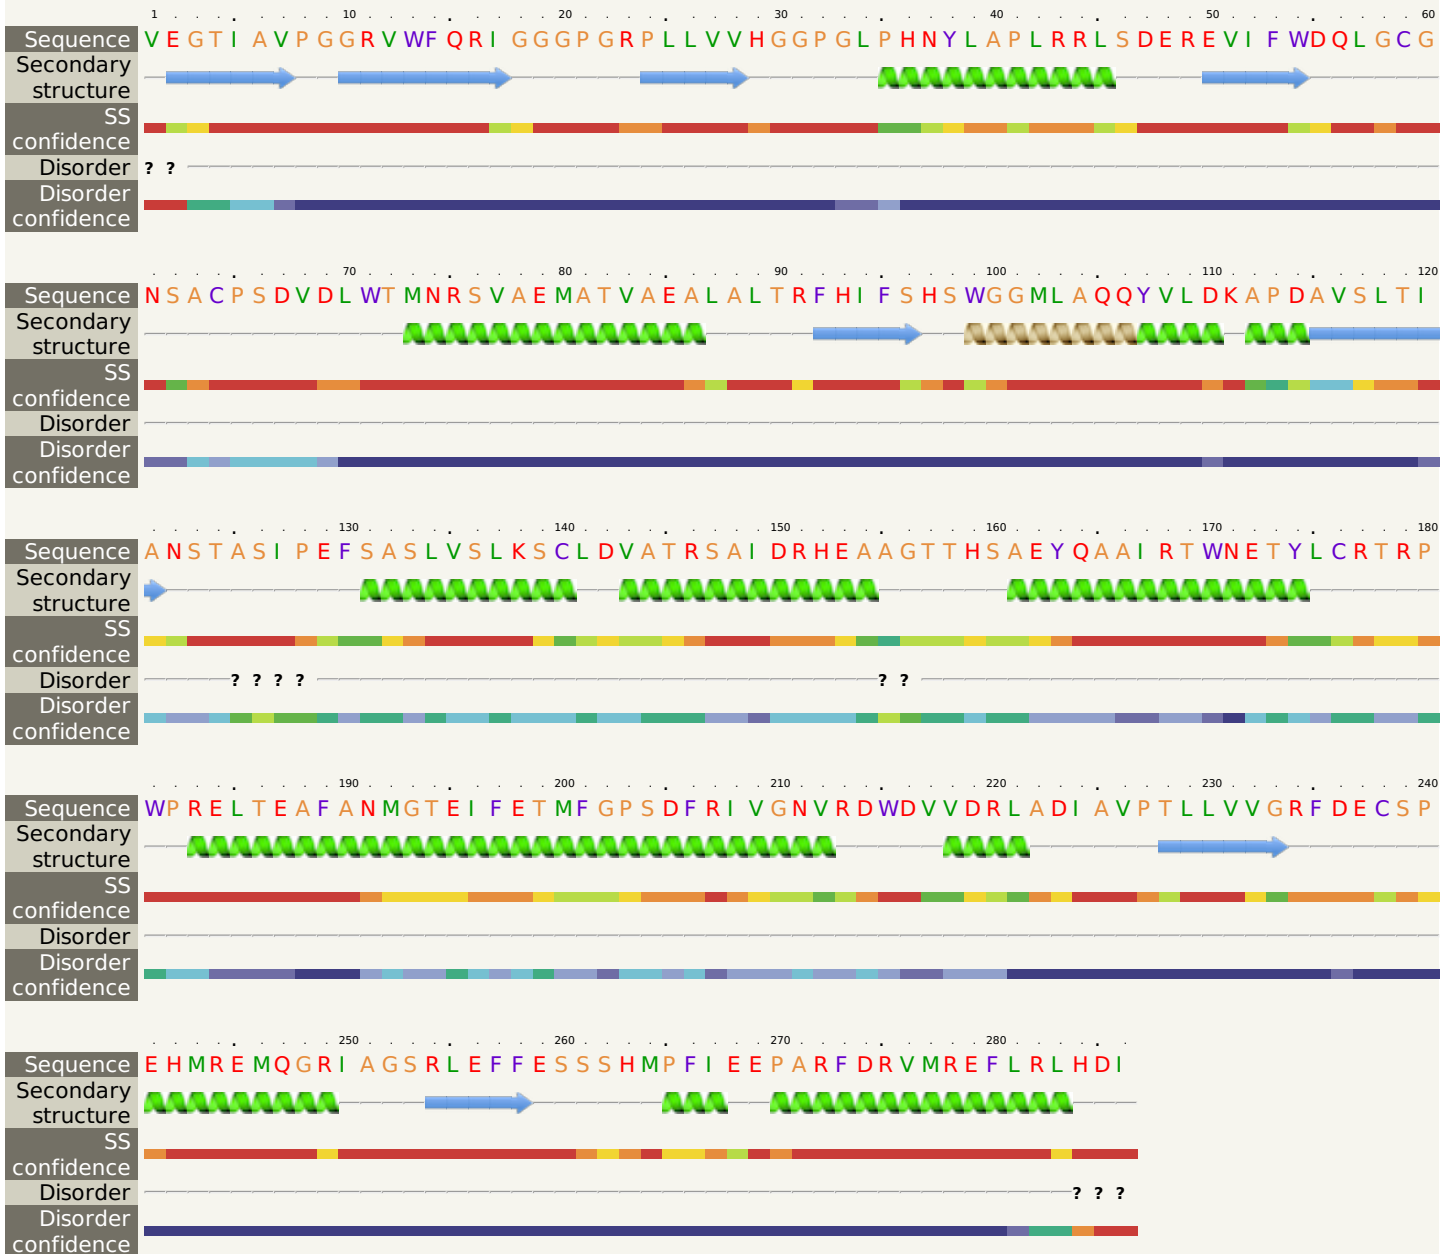 1 . . . . . . . . 10 . . . . . . . . . 20 . . . . . . . . . 30 . . . . . . . . . 40 . . . . . . . . . 50 . . . . . . . . . 60
Sequence VEGTIAVPGGRVWFQRIGGGPGRPLLVVHGGPGLPHNYLAPLRRLSDEREVIFWDQLGCG
Secondary
structure
SS
confidence
Disorder ? ?
Disorder
confidence
. . . . . . . . . 70 . . . . . . . . . 80 . . . . . . . . . 90 . . . . . . . . . 100 . . . . . . . . . 110 . . . . . . . . . 120
Sequence NSACPSDVDLWTMNRSVAEMATVAEALALTRFHIFSHSWGGMLAQQYVLDKAPDAVSLTI
Secondary
structure
SS
confidence
Disorder
Disorder
confidence
. . . . . . . . . 130 . . . . . . . . . 140 . . . . . . . . . 150 . . . . . . . . . 160 . . . . . . . . . 170 . . . . . . . . . 180
Sequence ANSTASIPEFSASLVSLKSCLDVATRSAIDRHEAAGTTHSAEYQAAIRTWNETYLCRTRP
Secondary
structure
SS
confidence
Disorder ? ? ? ? ? ?
Disorder
confidence
. . . . . . . . . 190 . . . . . . . . . 200 . . . . . . . . . 210 . . . . . . . . . 220 . . . . . . . . . 230 . . . . . . . . . 240
Sequence WPRELTEAFANMGTEIFETMFGPSDFRIVGNVRDWDVVDRLADIAVPTLLVVGRFDECSP
Secondary
structure
SS
confidence
Disorder
Disorder
confidence
. . . . . . . . . 250 . . . . . . . . . 260 . . . . . . . . . 270 . . . . . . . . . 280 . . . . . .
Sequence EHMREMQGRIAGSRLEFFESSSHMPFIEEPARFDRVMREFLRLHDI
Secondary
structure
SS
confidence
Disorder ? ? ?
Disorder
confidence